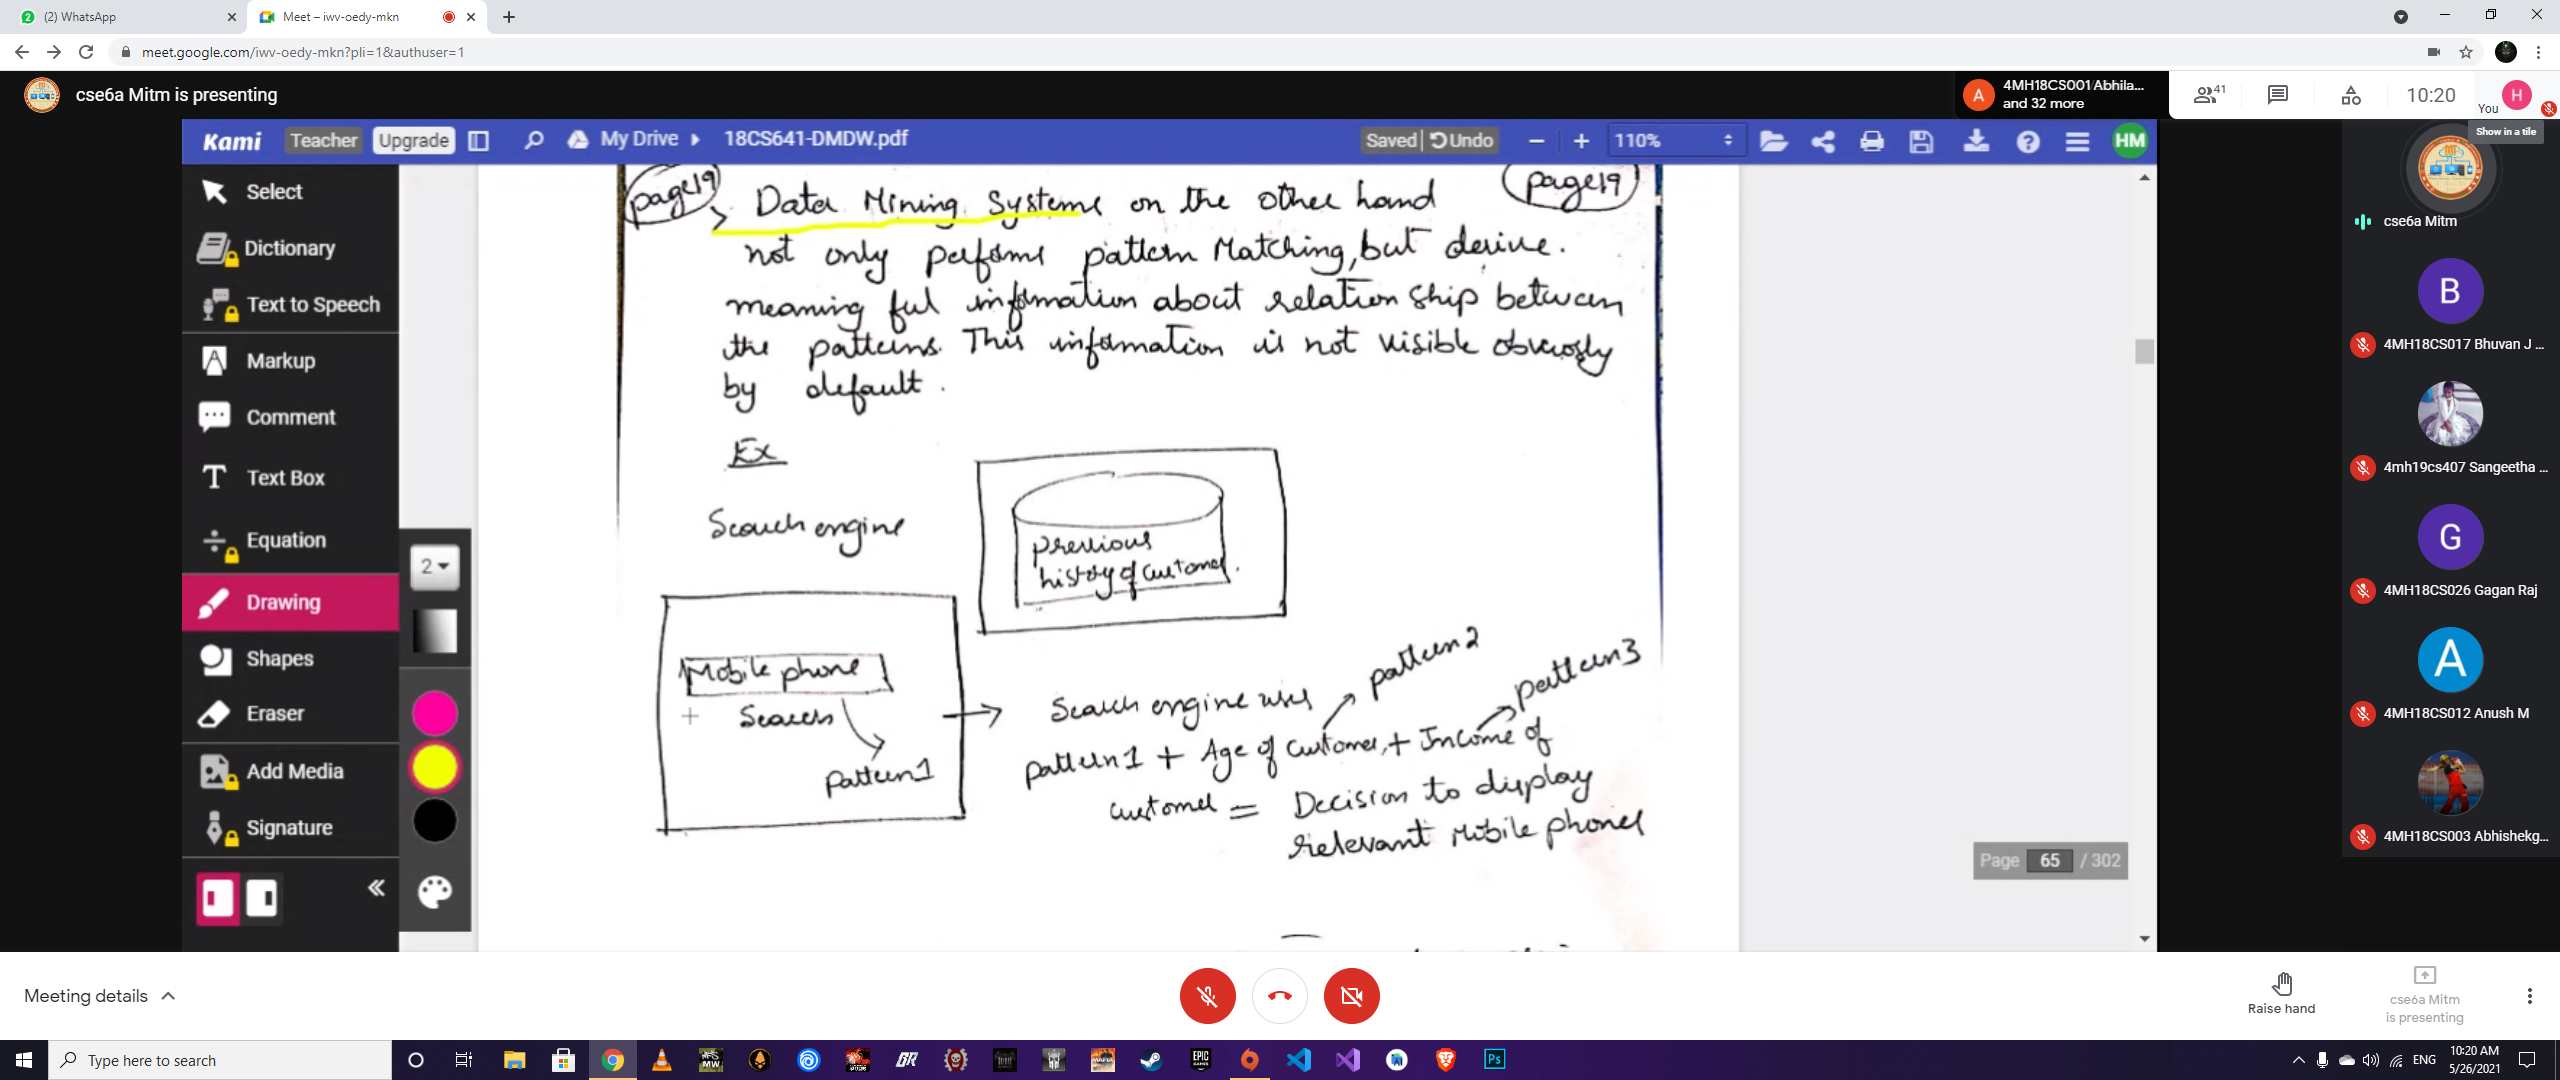 (2) WhatsApp
Meet – iwv-oedy-mkn
meet.google.com/iwv-oedy-mkn?pli=1&authuser=1
cse6a Mitm is presenting
A
4MH18CS001 Abhila...
and 32 more
41
10:20
You
H
Show in a tile
Kami
Teacher
Upgrade
My Drive
18CS641-DMDW.pdf
Saved
Undo
110%
HM
Select
Dictionary
Text to Speech
Markup
Comment
Text Box
Equation
Drawing
Shapes
Eraser
Add Media
Signature
2
page19
page19
> Data Mining Systems on the other hand
not only performs pattern Matching, but derive.
meaning ful information about relation ship between
the patterns. This information is not visible obviously
by default.
Ex
Search engine
previous
history of customer.
Mobile phone
Search
pattern1
Search engine uses
pattern2
pattern3
pattern1 + Age of customer, + Income of
customer = Decision to display
relevant Mobile phones
Page 65 / 302
cse6a Mitm
B
4MH18CS017 Bhuvan J ...
4mh19cs407 Sangeetha ...
G
4MH18CS026 Gagan Raj
A
4MH18CS012 Anush M
4MH18CS003 Abhishekg...
Meeting details
Raise hand
cse6a Mitm
is presenting
Type here to search
ENG
10:20 AM
5/26/2021